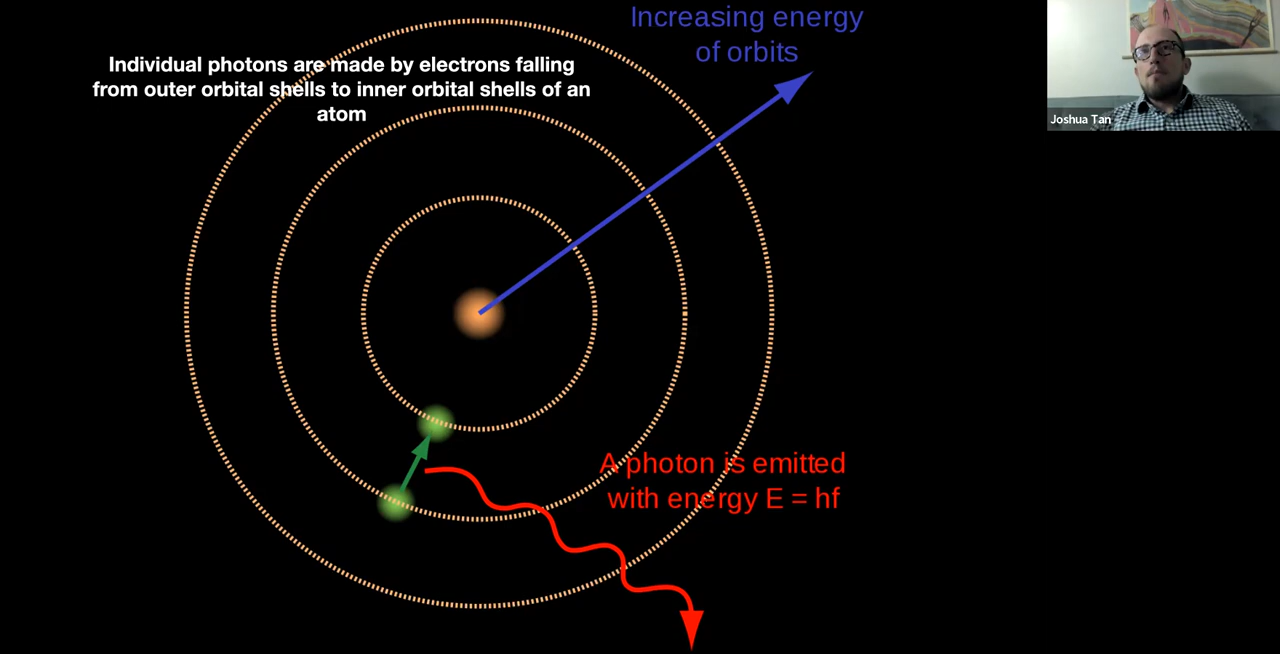 Increasing energy
of orbits
Individual photons are made by electrons falling
from outer orbital shells to inner orbital shells of an
atom
Joshua Tan
A photon is emitted
with energy E = hf